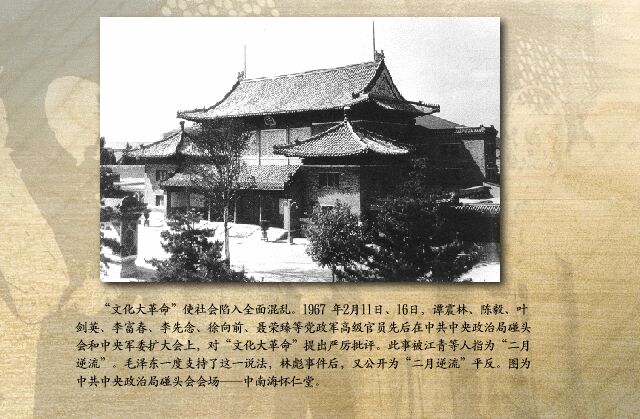 “文化大革命”使社会陷入全面混乱。1967年2月11日、16日，谭震林、陈毅、叶
剑英、李富春、李先念、徐向前、聂荣臻等党政军高级官员先后在中共中央政治局碰头
会和中央军委扩大会上，对“文化大革命”提出严厉批评。此事被江青等人指为“二月
逆流”。毛泽东一度支持了这一说法，林彪事件后，又公开为“二月逆流”平反。图为
中共中央政治局碰头会会场——中南海怀仁堂。